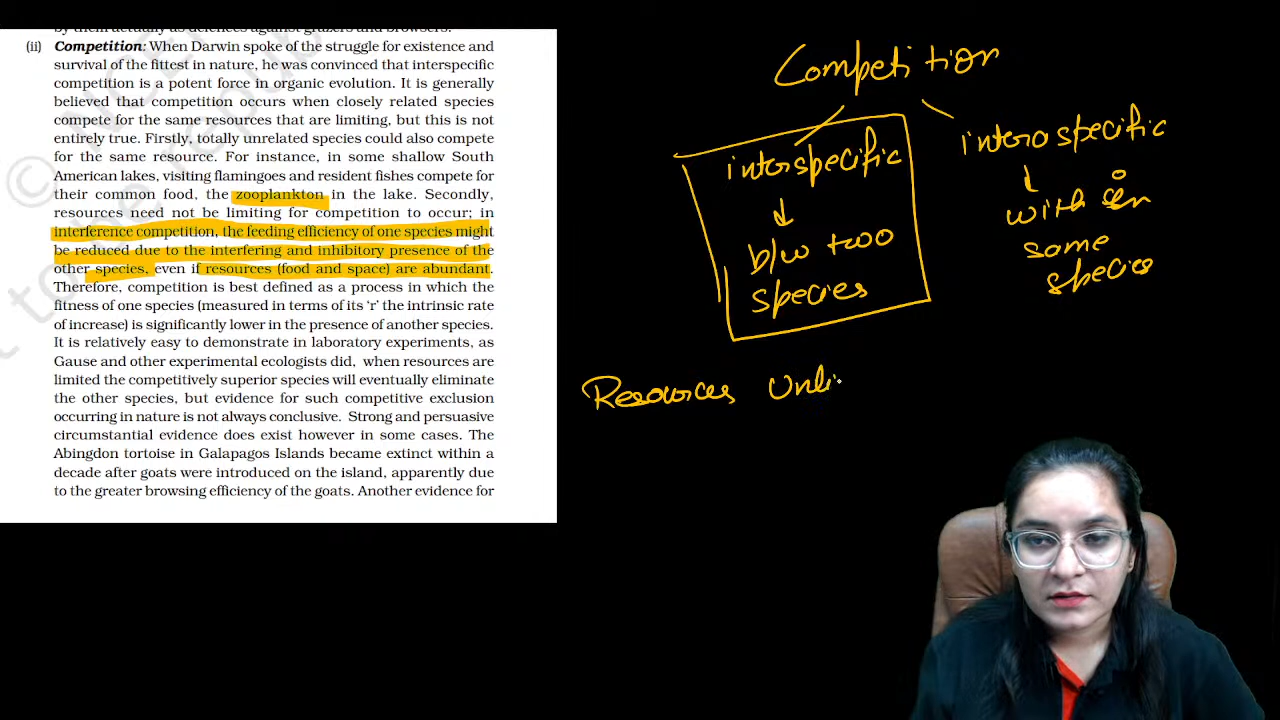 by them actually as defences against grazers and browsers.
(ii) Competition: When Darwin spoke of the struggle for existence and
survival of the fittest in nature, he was convinced that interspecific
competition is a potent force in organic evolution. It is generally
believed that competition occurs when closely related species
compete for the same resources that are limiting, but this is not
entirely true. Firstly, totally unrelated species could also compete
for the same resource. For instance, in some shallow South
American lakes, visiting flamingoes and resident fishes compete for
their common food, the zooplankton in the lake. Secondly,
resources need not be limiting for competition to occur; in
interference competition, the feeding efficiency of one species might
be reduced due to the interfering and inhibitory presence of the
other species, even if resources (food and space) are abundant.
Therefore, competition is best defined as a process in which the
fitness of one species (measured in terms of its ‘r’ the intrinsic rate
of increase) is significantly lower in the presence of another species.
It is relatively easy to demonstrate in laboratory experiments, as
Gause and other experimental ecologists did, when resources are
limited the competitively superior species will eventually eliminate
the other species, but evidence for such competitive exclusion
occurring in nature is not always conclusive. Strong and persuasive
circumstantial evidence does exist however in some cases. The
Abingdon tortoise in Galapagos Islands became extinct within a
decade after goats were introduced on the island, apparently due
to the greater browsing efficiency of the goats. Another evidence for
Competition
interspecific
b/w two
species
intraspecific
with in
same
species
Resources Unli